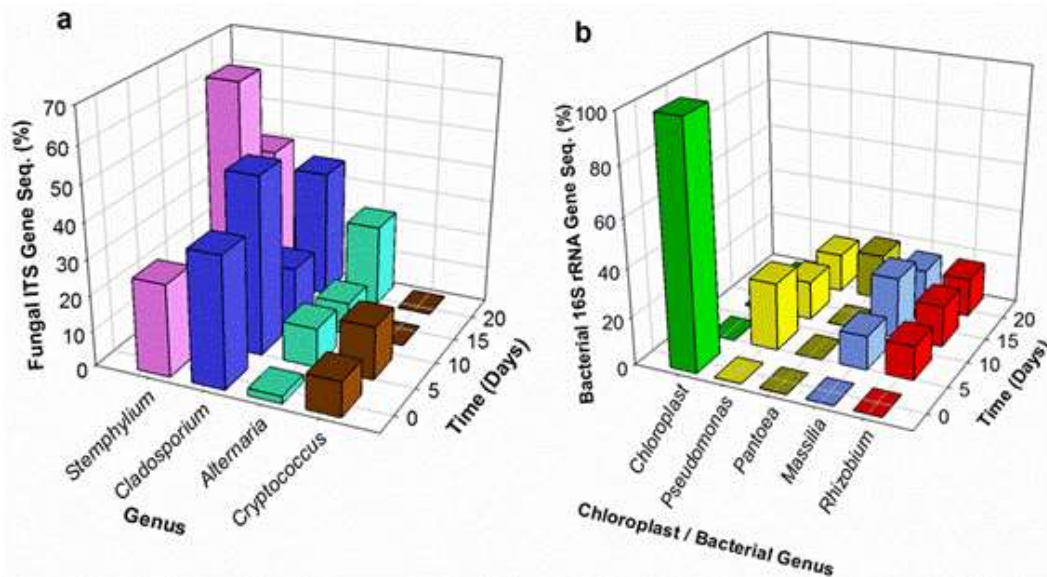 a
Fungal ITS Gene Seq. (%)
70
60
50
40
30
20
10
0
Stemphylium
Cladosporium
Alternaria
Cryptococcus
Genus
0
5
10
15
20
Time (Days)
b
Bacterial 16S rRNA Gene Seq. (%)
100
80
60
40
20
0
Chloroplast
Pseudomonas
Pantoea
Massilia
Rhizobium
Chloroplast / Bacterial Genus
0
5
10
15
20
Time (Days)